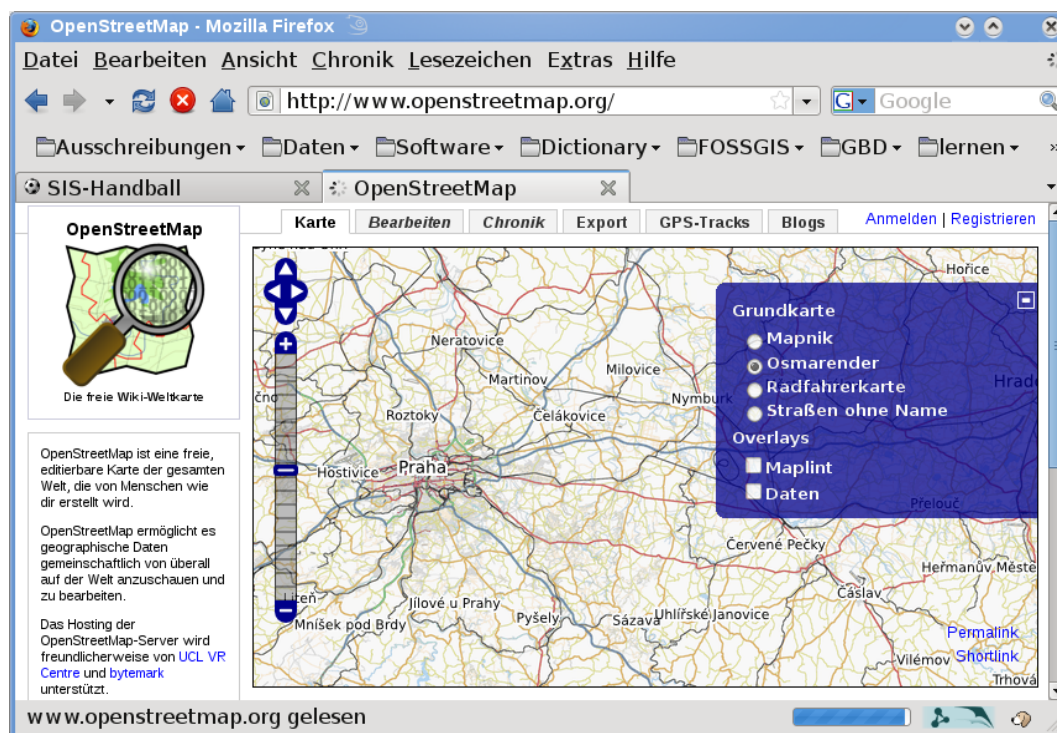 OpenStreetMap - Mozilla Firefox
Datei Bearbeiten Ansicht Chronik Lesezeichen Extras Hilfe
http://www.openstreetmap.org/
G Google
Ausschreibungen Daten Software Dictionary FOSSGIS GBD lernen »
SIS-Handball OpenStreetMap
OpenStreetMap
Die freie Wiki-Weltkarte
Karte Bearbeiten Chronik Export GPS-Tracks Blogs
Anmelden | Registrieren
OpenStreetMap ist eine freie,
editierbare Karte der gesamten
Welt, die von Menschen wie
dir erstellt wird.
OpenStreetMap ermöglicht es
geographische Daten
gemeinschaftlich von überall
auf der Welt anzuschauen und
zu bearbeiten.
Das Hosting der
OpenStreetMap-Server wird
freundlicherweise von UCL VR
Centre und bytemark
unterstützt.
Hořice
Neratovice
Martinov
Milovice
Nymburk
Roztoky
Čelákovice
Hostivice
Praha
Hrad
Přelouč
Červené Pečky
Heřmanův Měste
Čáslav
Jílové u Prahy
Mníšek pod Brdy
Pyšely
Sázava
Uhlířské Janovice
Vilémov
Trhová
Grundkarte
Mapnik
Osmarender
Radfahrerkarte
Straßen ohne Name
Overlays
Maplint
Daten
Permalink
Shortlink
www.openstreetmap.org gelesen